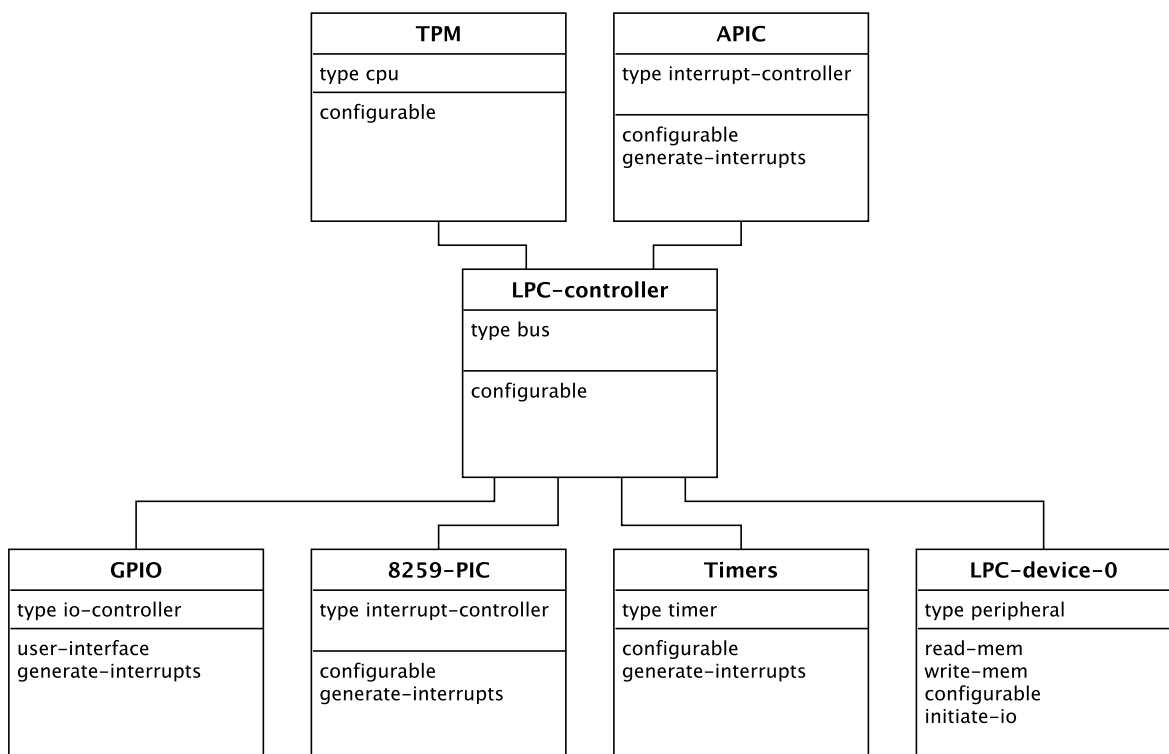 TPM
type cpu
configurable
APIC
type interrupt-controller
configurable
generate-interrupts
LPC-controller
type bus
configurable
GPIO
type io-controller
user-interface
generate-interrupts
8259-PIC
type interrupt-controller
configurable
generate-interrupts
Timers
type timer
configurable
generate-interrupts
LPC-device-0
type peripheral
read-mem
write-mem
configurable
initiate-io